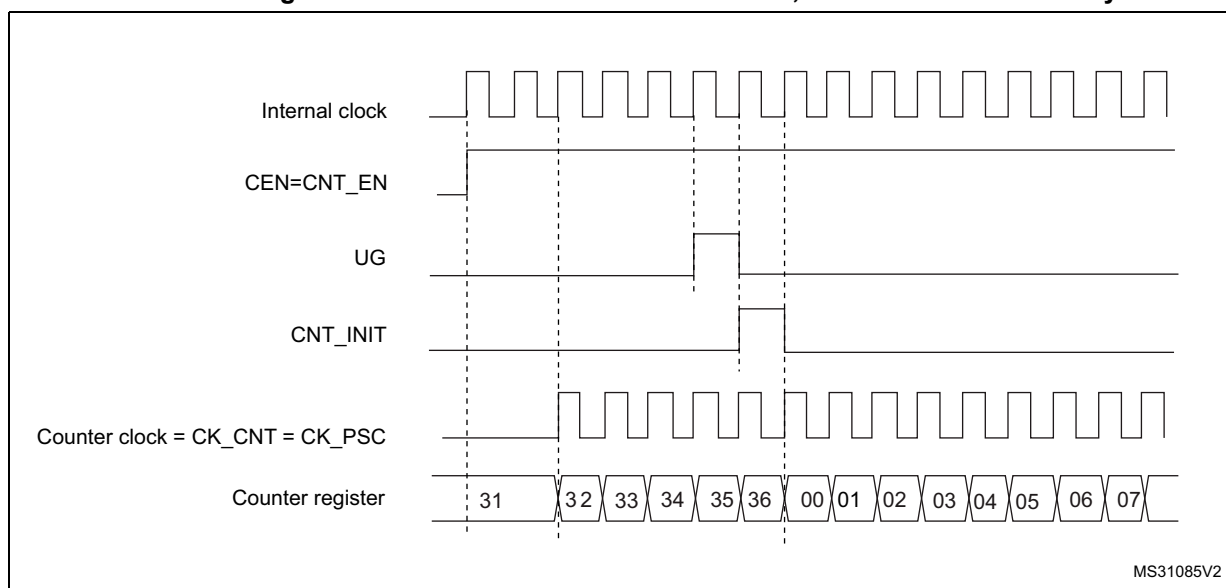 Internal clock
CEN=CNT_EN
UG
CNT_INIT
Counter clock = CK_CNT = CK_PSC
Counter register
31 32 33 34 35 36 00 01 02 03 04 05 06 07
MS31085V2